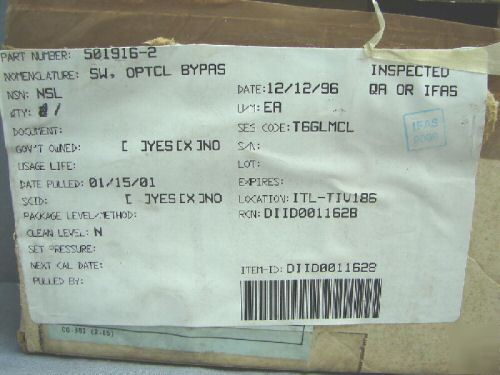 PART NUMBER: 501916-2
NOMENCLATURE: SW, OPTCL BYPAS
INSPECTED
NSN: NSL
DATE: 12/12/96
QA OR IFAS
QTY: 1/
U/M: EA
IFAS
DOCUMENT:
SES CODE: T6GLMCL
GOV'T OWNED: [ ]YES[X]NO
S/N:
USAGE LIFE:
LOT:
DATE PULLED: 01/15/01
EXPIRES:
SCID: [ ]YES[X]NO
LOCATION: ITL-TIV186
PACKAGE LEVEL/METHOD:
RCN: DIID0011628
CLEAN LEVEL: N
SET PRESSURE:
NEXT CAL DATE:
ITEM-ID: DIID0011628
PULLED BY: